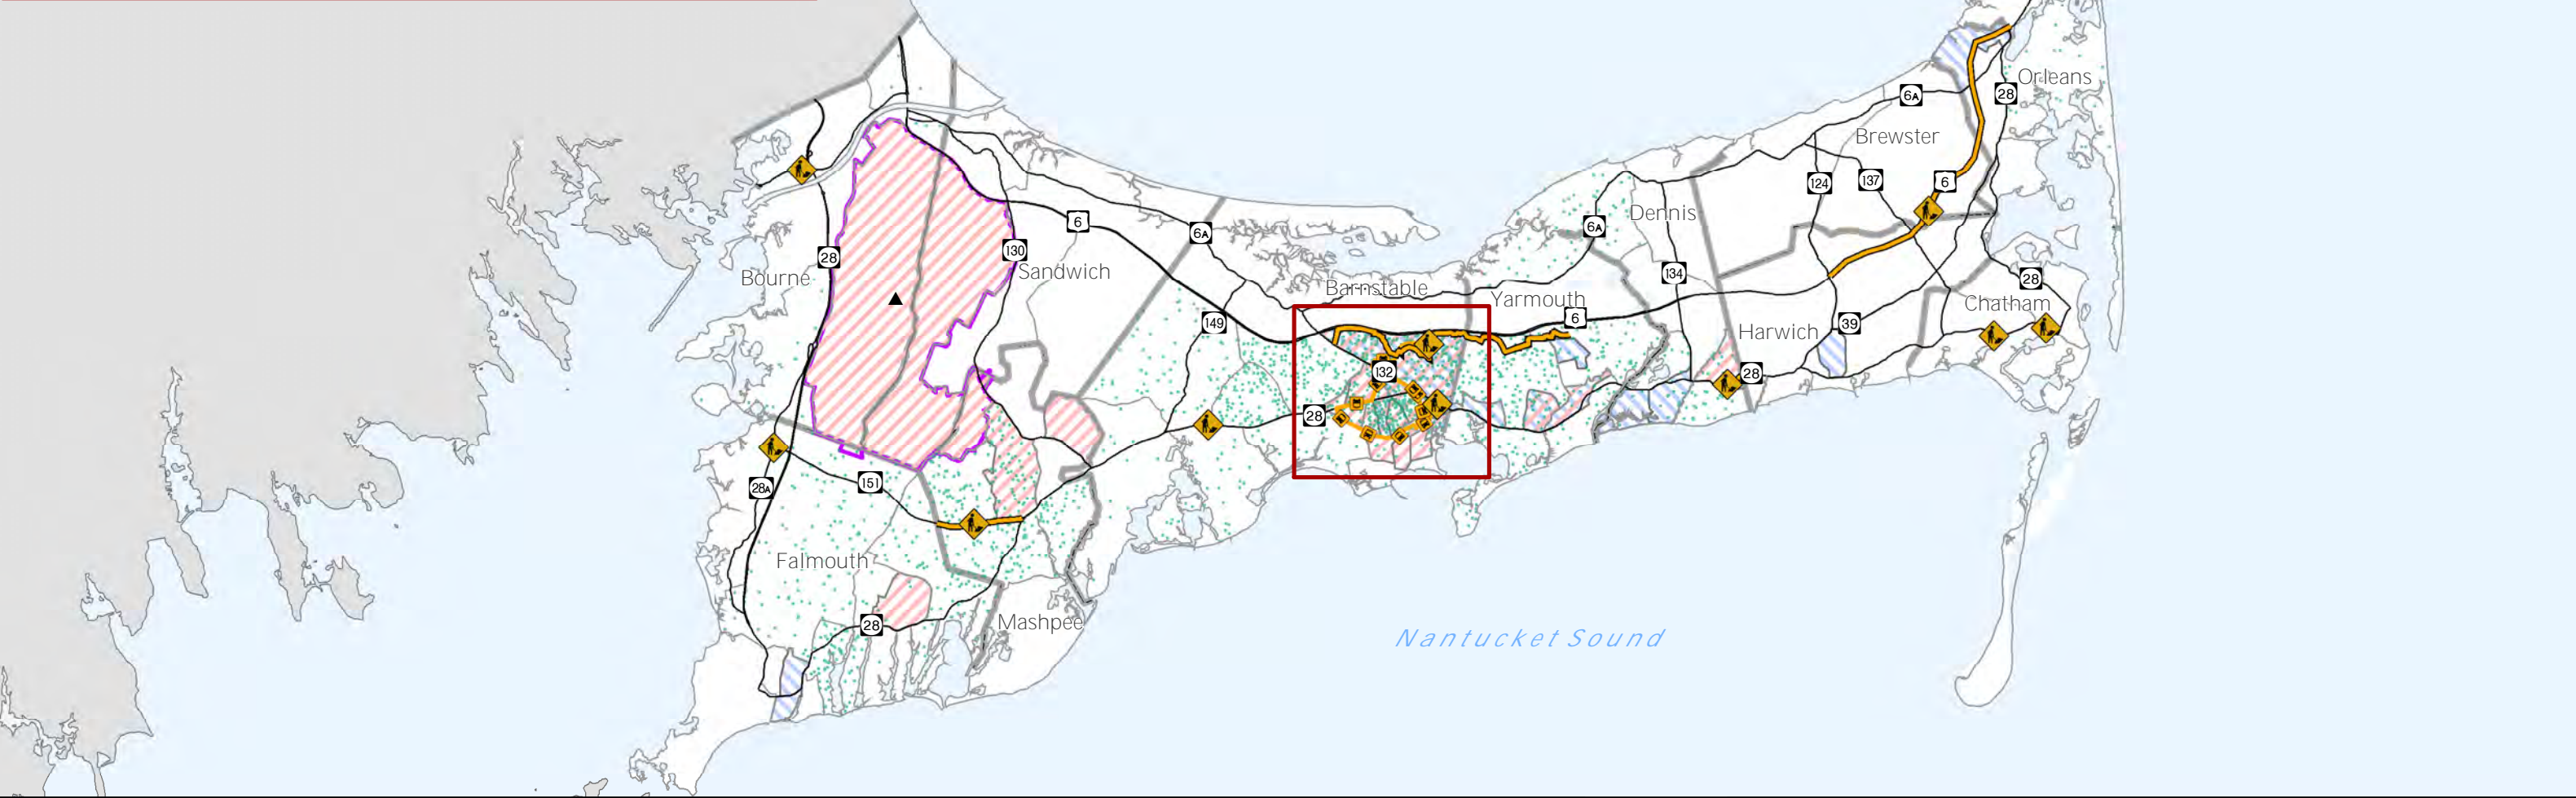 Orleans
28
6A
Brewster
124
137
6
6
6A
6A
Dennis
28
130
Sandwich
Bourne
134
28
Barnstable
Yarmouth
6
Chatham
149
Harwich
39
132
28
28
28A
151
Falmouth
28
Mashpee
Nantucket Sound